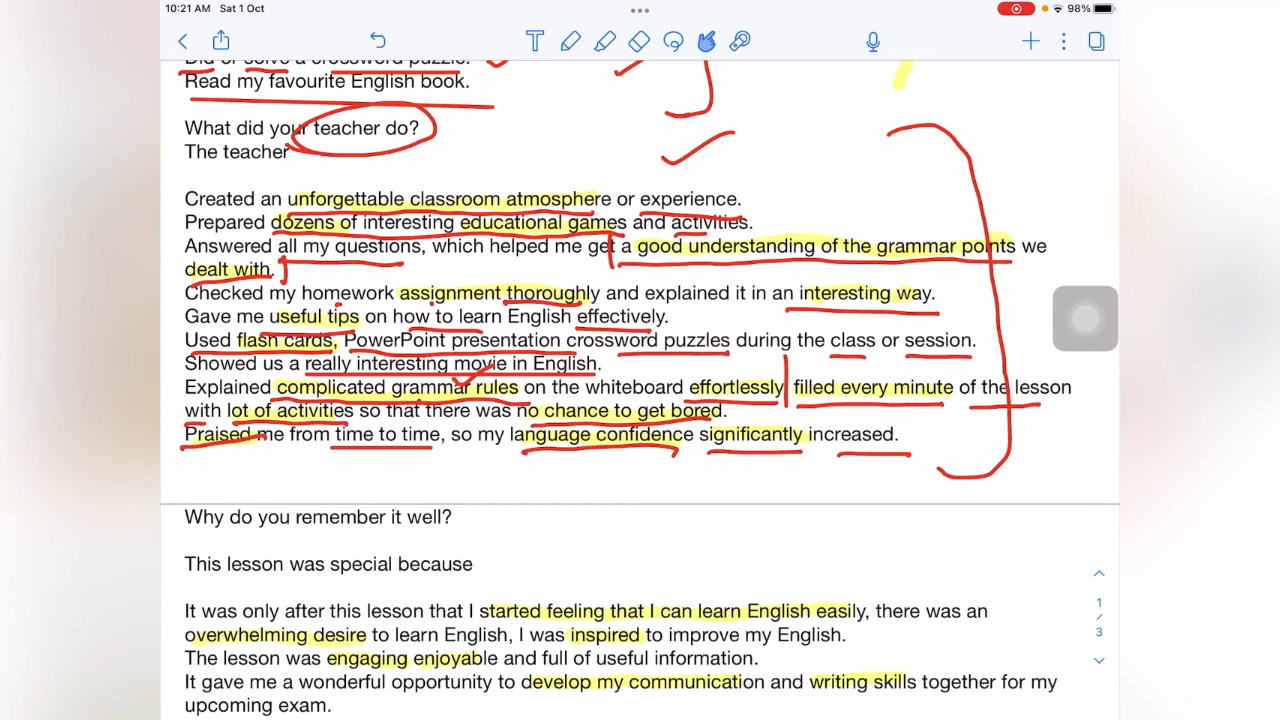 10:21 AM Sat 1 Oct
98%
Did or solve a crossword puzzle.
Read my favourite English book.
What did your teacher do?
The teacher
Created an unforgettable classroom atmosphere or experience.
Prepared dozens of interesting educational games and activities.
Answered all my questions, which helped me get a good understanding of the grammar points we
dealt with.
Checked my homework assignment thoroughly and explained it in an interesting way.
Gave me useful tips on how to learn English effectively.
Used flash cards, PowerPoint presentation crossword puzzles during the class or session.
Showed us a really interesting movie in English.
Explained complicated grammar rules on the whiteboard effortlessly filled every minute of the lesson
with lot of activities so that there was no chance to get bored.
Praised me from time to time, so my language confidence significantly increased.
Why do you remember it well?
This lesson was special because
It was only after this lesson that I started feeling that I can learn English easily, there was an
overwhelming desire to learn English, I was inspired to improve my English.
The lesson was engaging enjoyable and full of useful information.
It gave me a wonderful opportunity to develop my communication and writing skills together for my
upcoming exam.
1
/
3